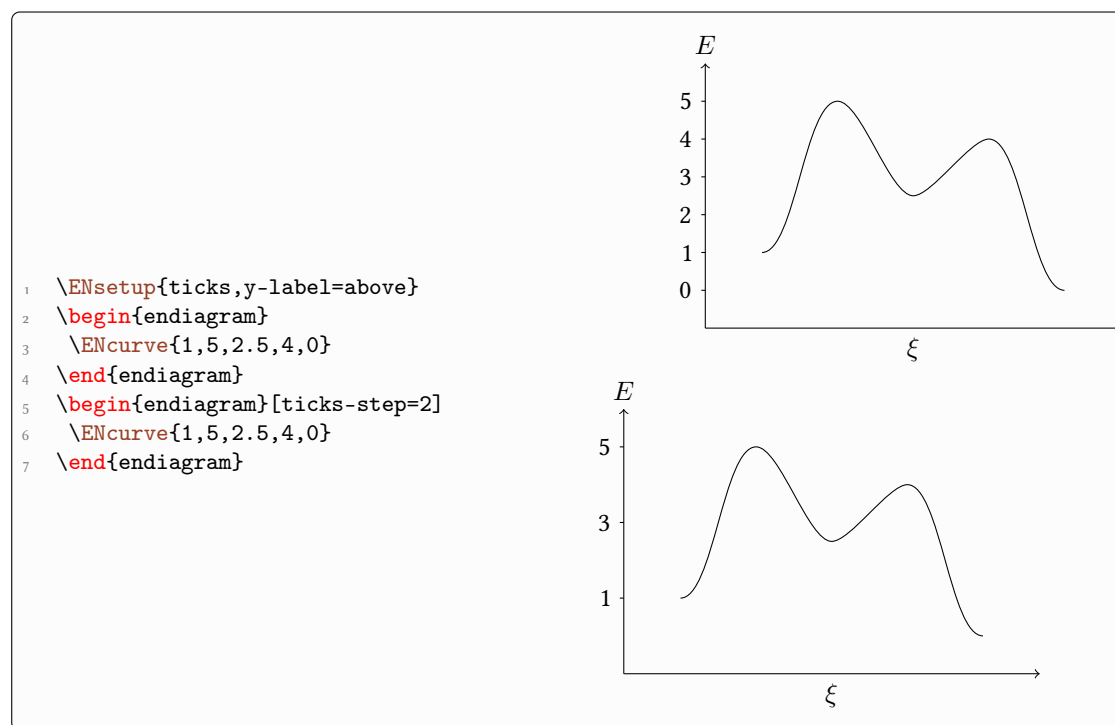 1 \ENsetup{ticks,y-label=above}
2 \begin{endiagram}
3 \ENcurve{1,5,2.5,4,0}
4 \end{endiagram}
5 \begin{endiagram}[ticks-step=2]
6 \ENcurve{1,5,2.5,4,0}
7 \end{endiagram}
E
5
4
3
2
1
0
ξ
E
5
3
1
ξ